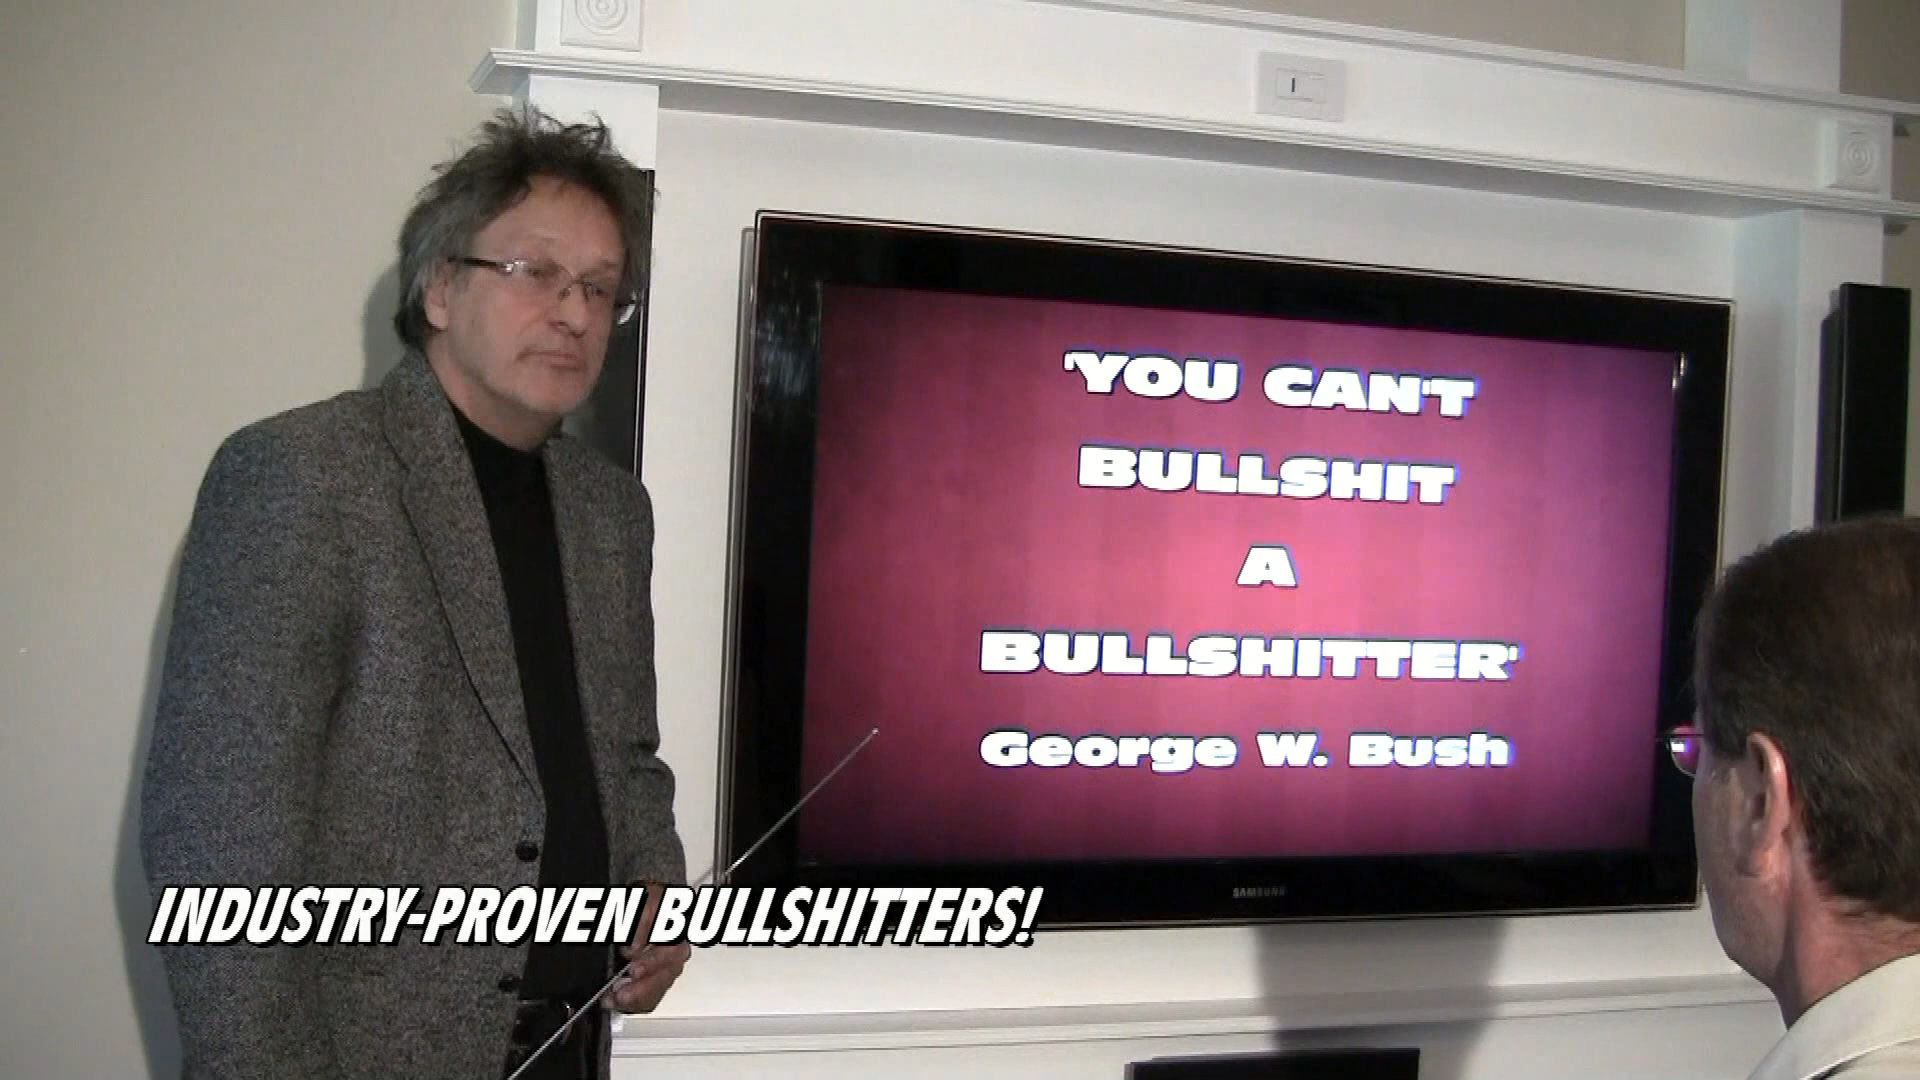 'YOU CAN'T
BULLSHIT
A
BULLSHITTER'
George W. Bush
SAMSUNG
INDUSTRY-PROVEN BULLSHITTERS!